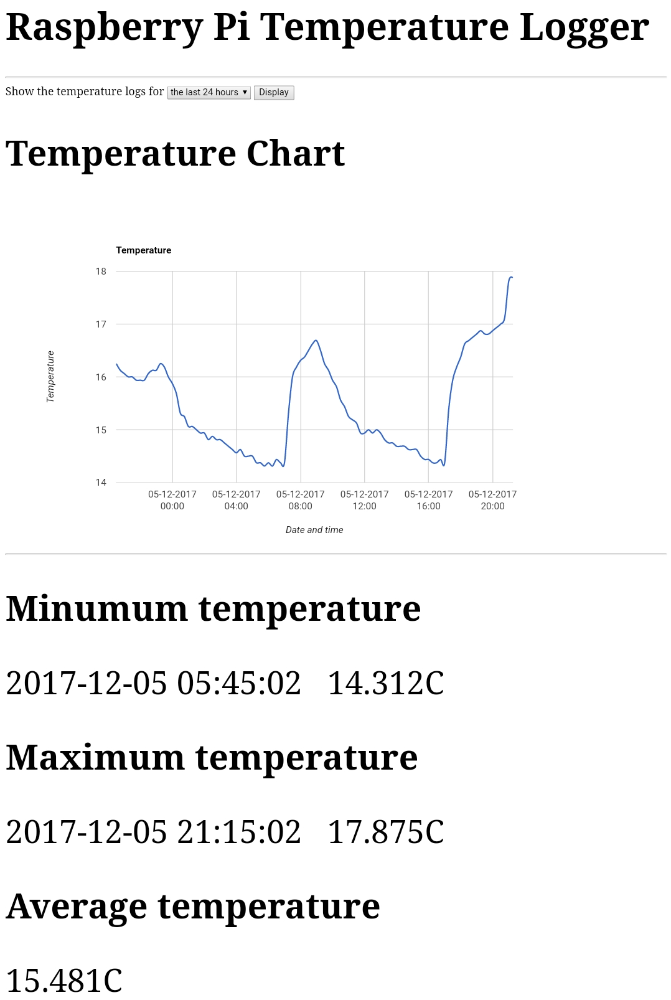 Raspberry Pi Temperature Logger
Show the temperature logs for the last 24 hours ▼ Display
Temperature Chart
Temperature
18
17
16
15
14
Temperature
05-12-2017 05-12-2017 05-12-2017 05-12-2017 05-12-2017 05-12-2017
00:00 04:00 08:00 12:00 16:00 20:00
Date and time
Minumum temperature
2017-12-05 05:45:02 14.312C
Maximum temperature
2017-12-05 21:15:02 17.875C
Average temperature
15.481C